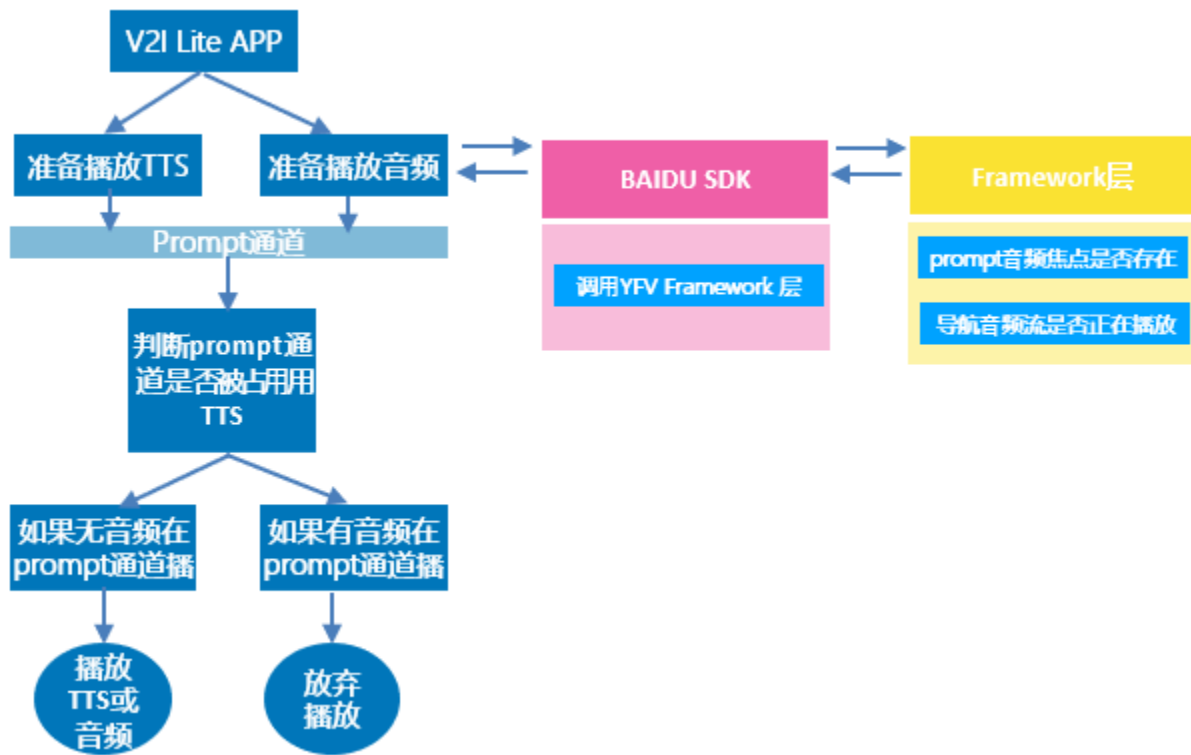 V2I Lite APP
准备播放TTS
准备播放音频
BAIDU SDK
Framework层
Prompt通道
调用YFV Framework 层
prompt音频焦点是否存在
导航音频流是否正在播放
判断prompt通
道是否被占用用
TTS
如果无音频在
prompt通道播
如果有音频在
prompt通道播
播放
TTS或
音频
放弃
播放